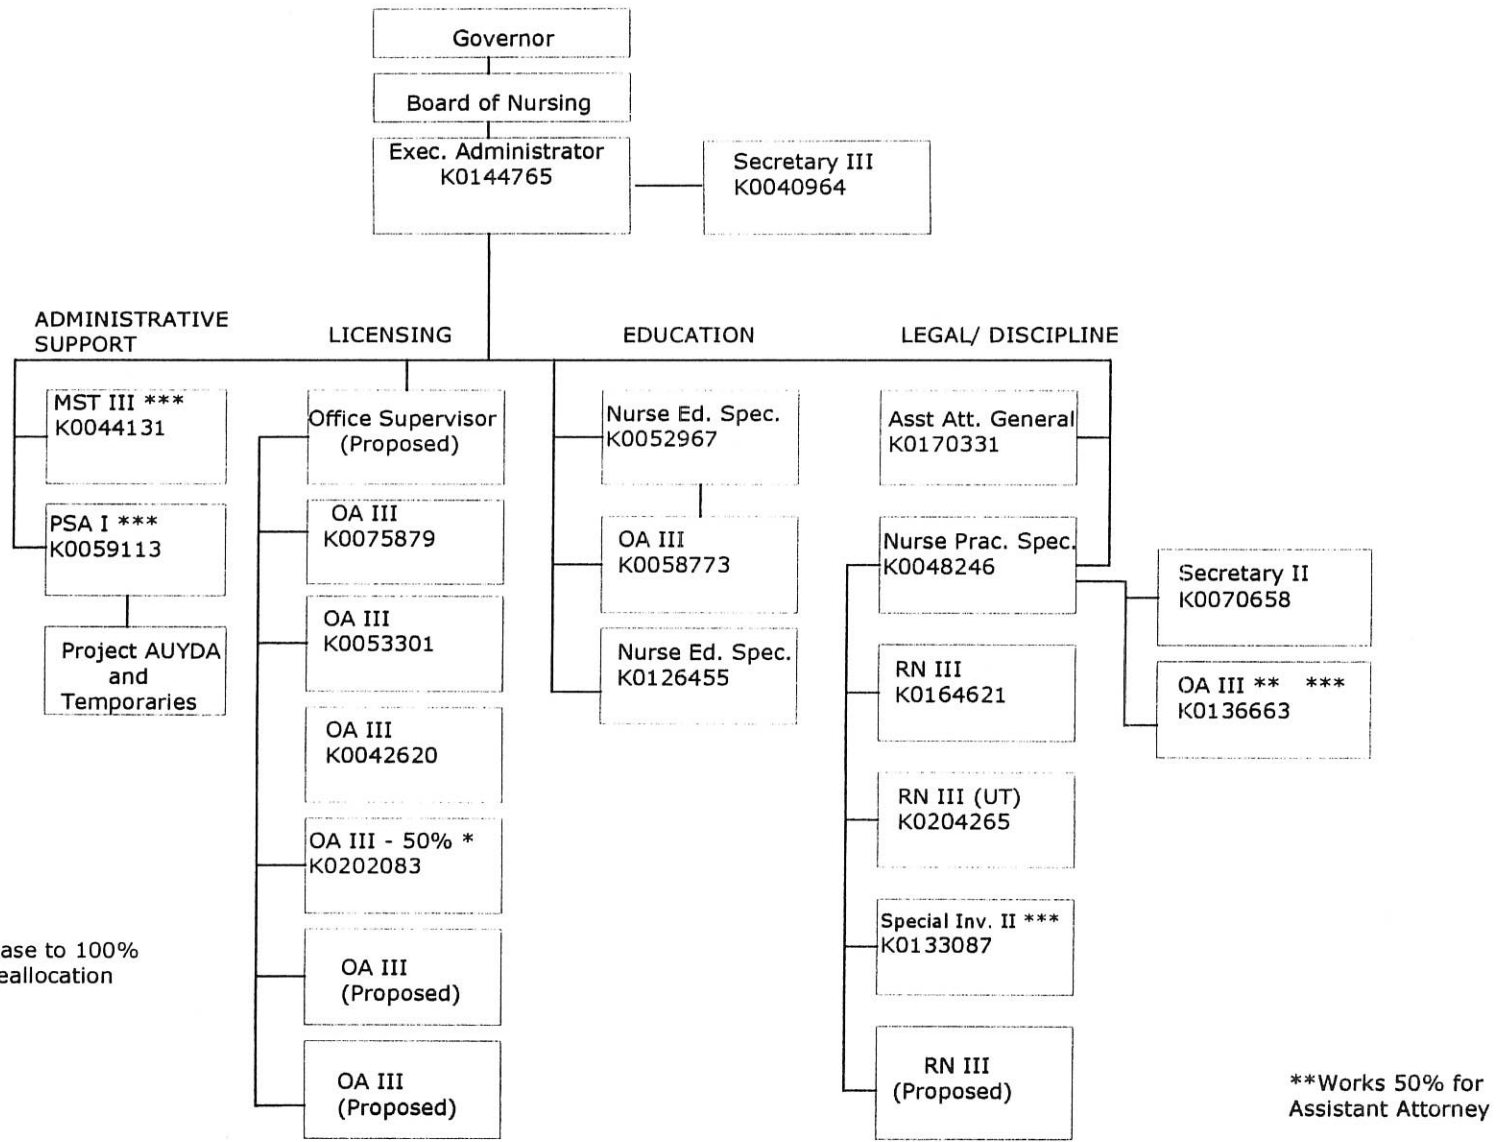 Governor
Board of Nursing
Exec. Administrator
K0144765
Secretary III
K0040964
ADMINISTRATIVE
SUPPORT
LICENSING
EDUCATION
LEGAL/ DISCIPLINE
MST III ***
K0044131
PSA I ***
K0059113
Project AUYDA
and
Temporaries
Office Supervisor
(Proposed)
OA III
K0075879
OA III
K0053301
OA III
K0042620
OA III - 50% *
K0202083
OA III
(Proposed)
OA III
(Proposed)
Nurse Ed. Spec.
K0052967
OA III
K0058773
Nurse Ed. Spec.
K0126455
Asst Att. General
K0170331
Nurse Prac. Spec.
K0048246
RN III
K0164621
RN III (UT)
K0204265
Special Inv. II ***
K0133087
RN III
(Proposed)
Secretary II
K0070658
OA III ** ***
K0136663
ase to 100%
eallocation
**Works 50% for
Assistant Attorney